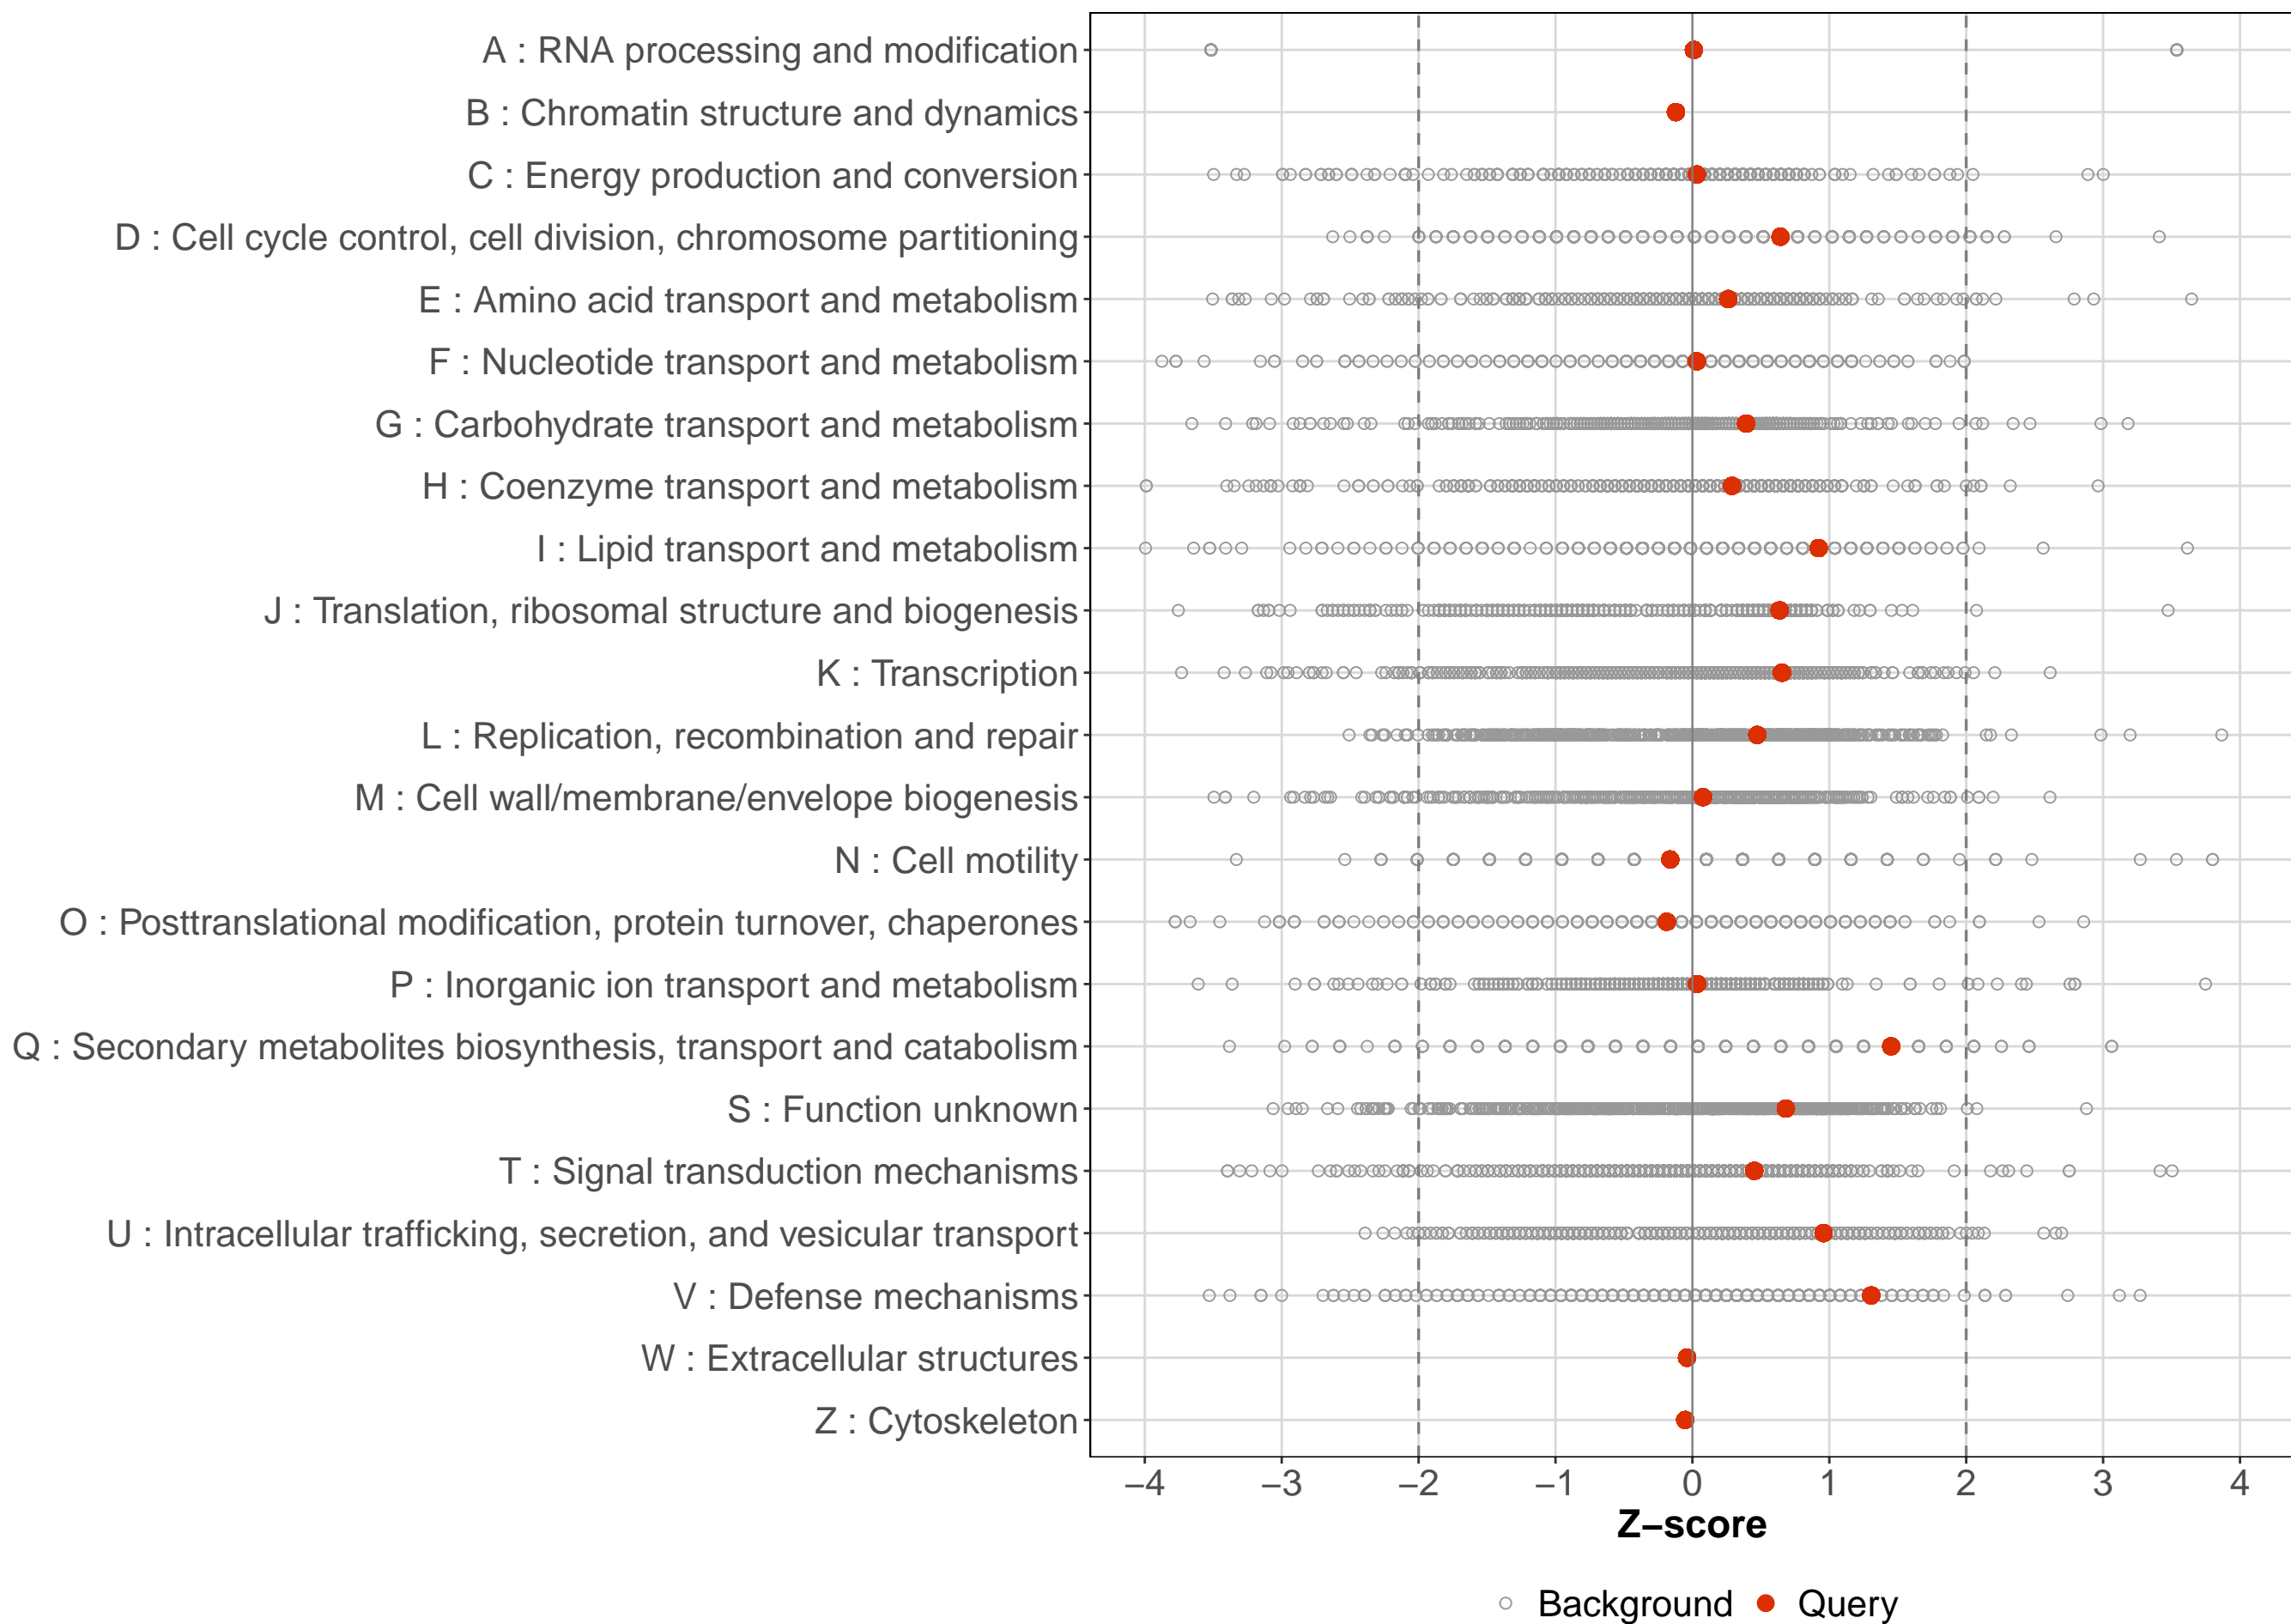 A : RNA processing and modification
B : Chromatin structure and dynamics
C : Energy production and conversion
D : Cell cycle control, cell division, chromosome partitioning
E : Amino acid transport and metabolism
F : Nucleotide transport and metabolism
G : Carbohydrate transport and metabolism
H : Coenzyme transport and metabolism
I : Lipid transport and metabolism
J : Translation, ribosomal structure and biogenesis
K : Transcription
L : Replication, recombination and repair
M : Cell wall/membrane/envelope biogenesis
N : Cell motility
O : Posttranslational modification, protein turnover, chaperones
P : Inorganic ion transport and metabolism
Q : Secondary metabolites biosynthesis, transport and catabolism
S : Function unknown
T : Signal transduction mechanisms
U : Intracellular trafficking, secretion, and vesicular transport
V : Defense mechanisms
W : Extracellular structures
Z : Cytoskeleton
−4 −3 −2 −1 0 1 2 3 4
Z−score
Background Query